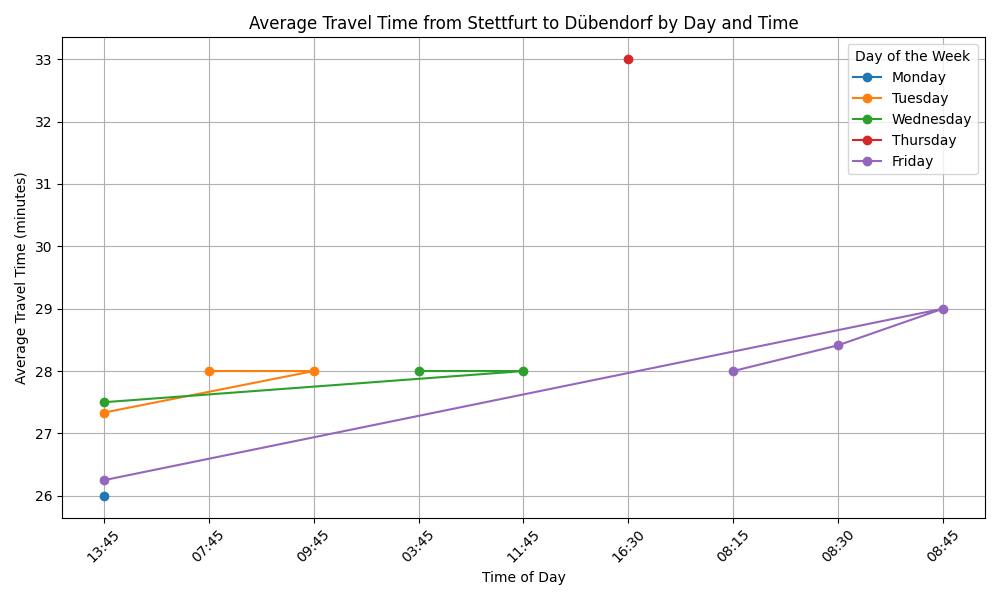 Average Travel Time from Stettfurt to Dübendorf by Day and Time
Average Travel Time (minutes)
33
32
31
30
29
28
27
26
Day of the Week
Monday
Tuesday
Wednesday
Thursday
Friday
13:45
07:45
09:45
03:45
11:45
16:30
08:15
08:30
08:45
Time of Day